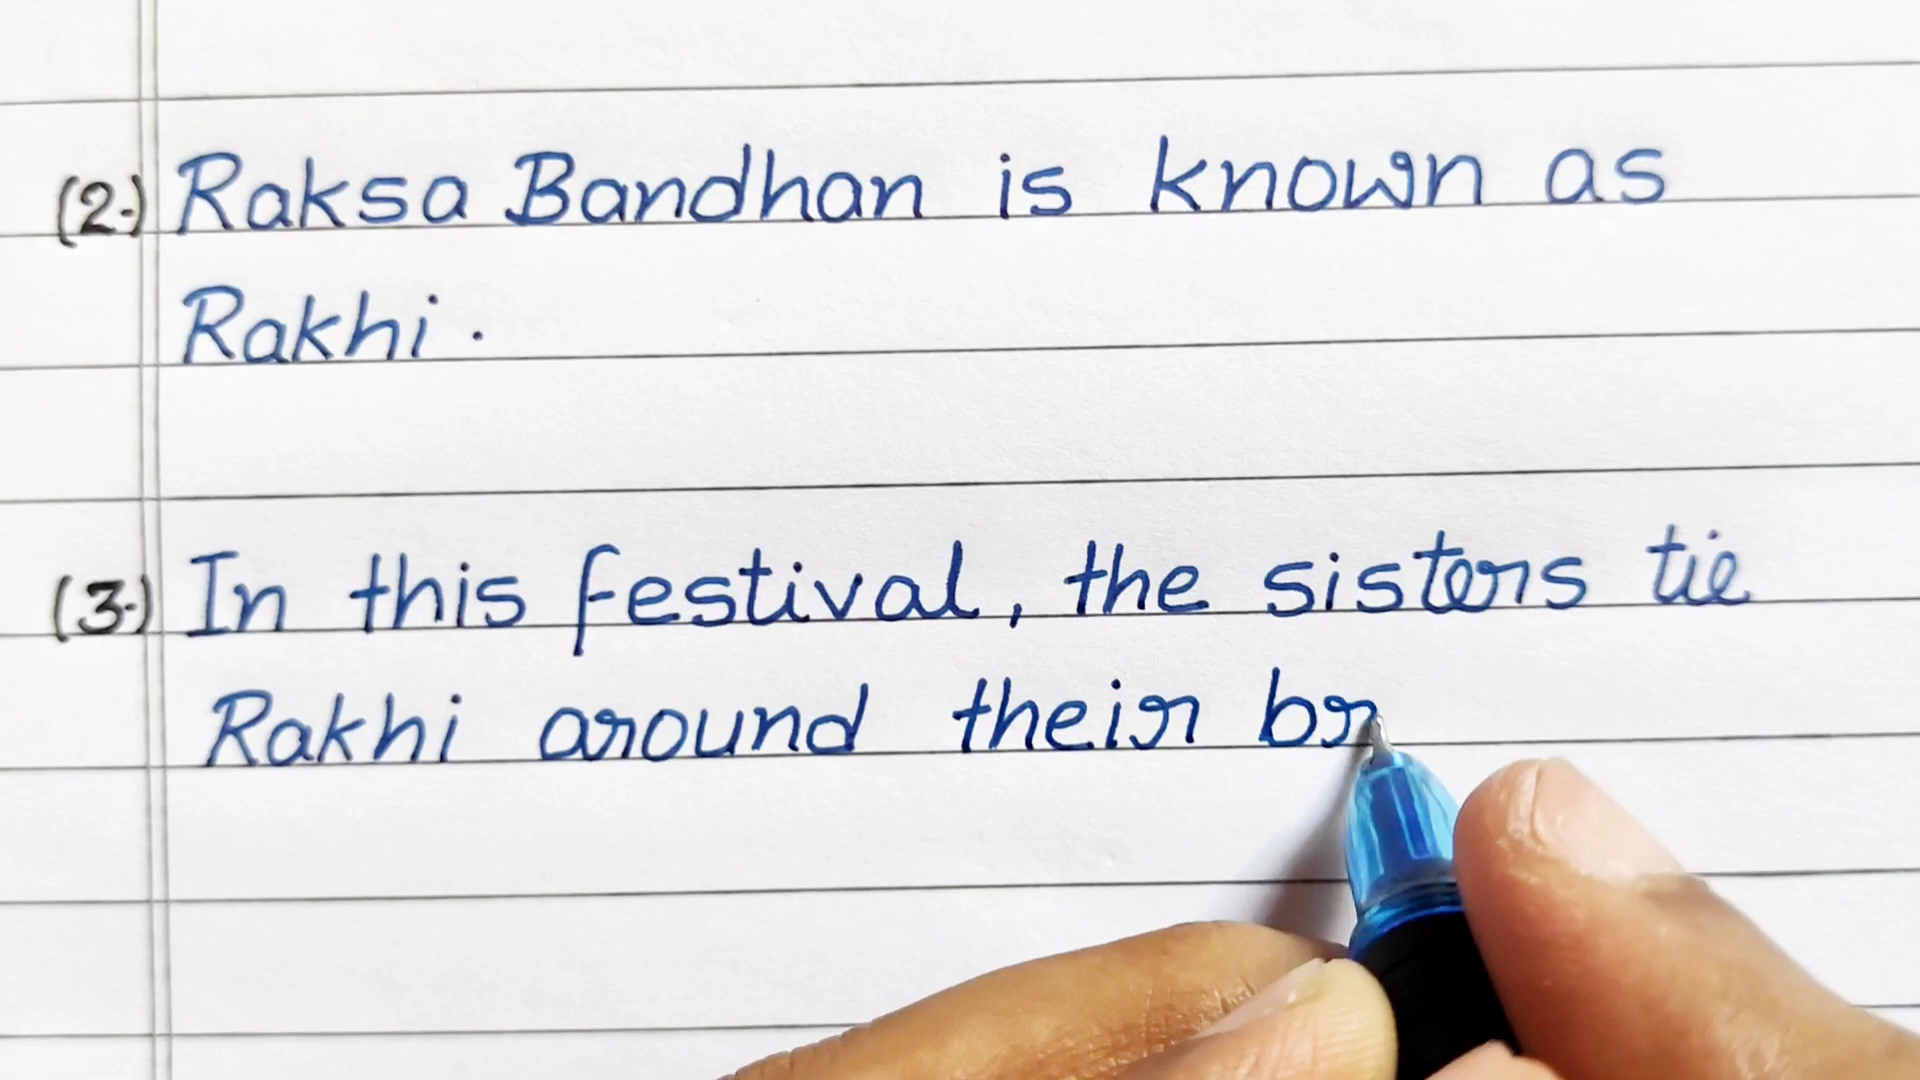 (2.) Raksa Bandhan is known as
Rakhi.
(3.) In this festival, the sisters tie
Rakhi around their br